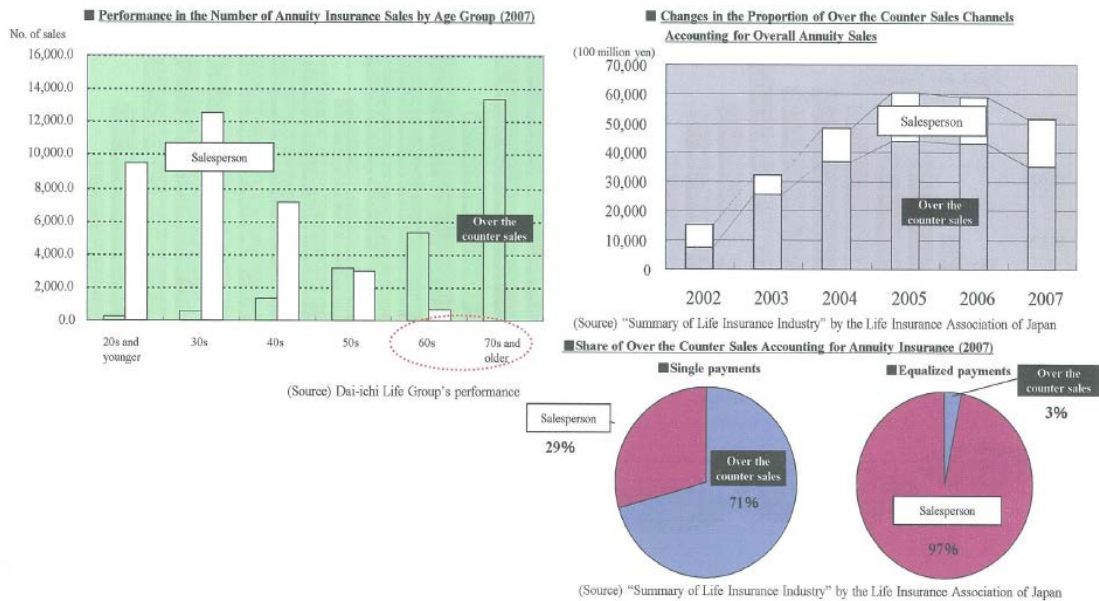 ■ Performance in the Number of Annuity Insurance Sales by Age Group (2007)
No. of sales
16,000.0
14,000.0
12,000.0
10,000.0
8,000.0
6,000.0
4,000.0
2,000.0
0.0
Salesperson
Over the
counter sales
20s and
younger
30s
40s
50s
60s
70s and
older
(Source) Dai-ichi Life Group's performance
■ Changes in the Proportion of Over the Counter Sales Channels
Accounting for Overall Annuity Sales
(100 million yen)
70,000
60,000
50,000
40,000
30,000
20,000
10,000
0
Salesperson
Over the
counter sales
2002
2003
2004
2005
2006
2007
(Source) "Summary of Life Insurance Industry" by the Life Insurance Association of Japan
■Share of Over the Counter Sales Accounting for Annuity Insurance (2007)
■Single payments
Salesperson
29%
Over the
counter sales
71%
■Equalized payments
Over the
counter sales
3%
Salesperson
97%
(Source) "Summary of Life Insurance Industry" by the Life Insurance Association of Japan